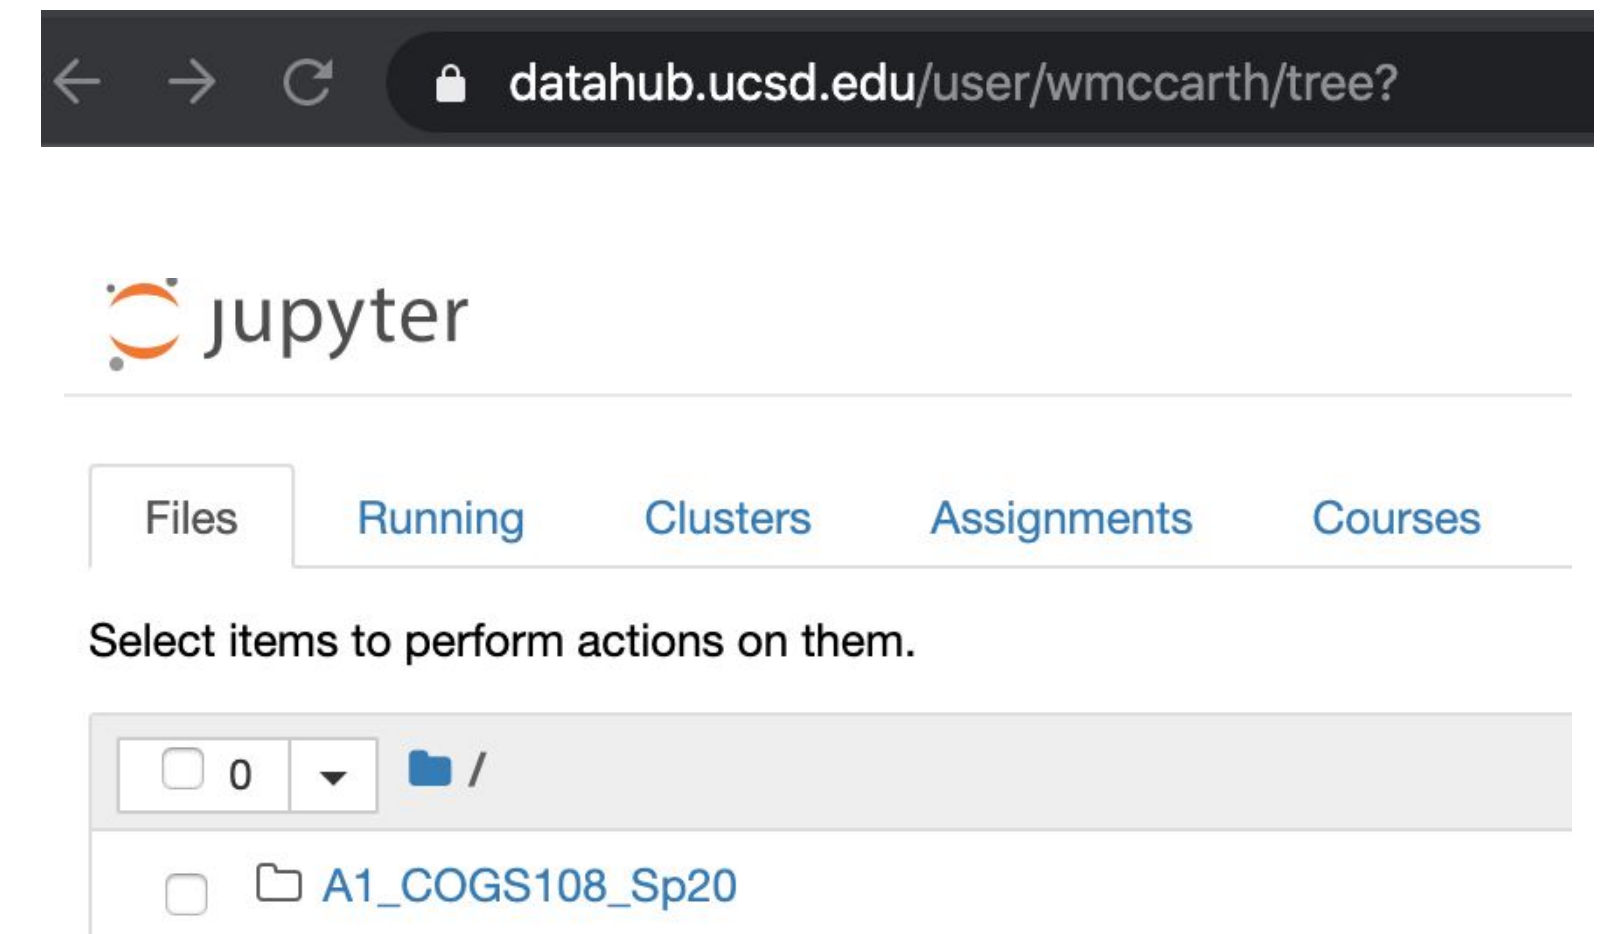 datahub.ucsd.edu/user/wmccarth/tree?
jupyter
Files Running Clusters Assignments Courses
Select items to perform actions on them.
0 /
A1_COGS108_Sp20